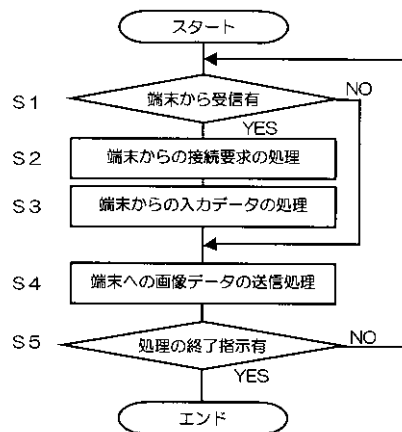 スタート
S1
端末から受信有
NO
YES
S2
端末からの接続要求の処理
S3
端末からの入力データの処理
S4
端末への画像データの送信処理
S5
処理の終了指示有
NO
YES
エンド